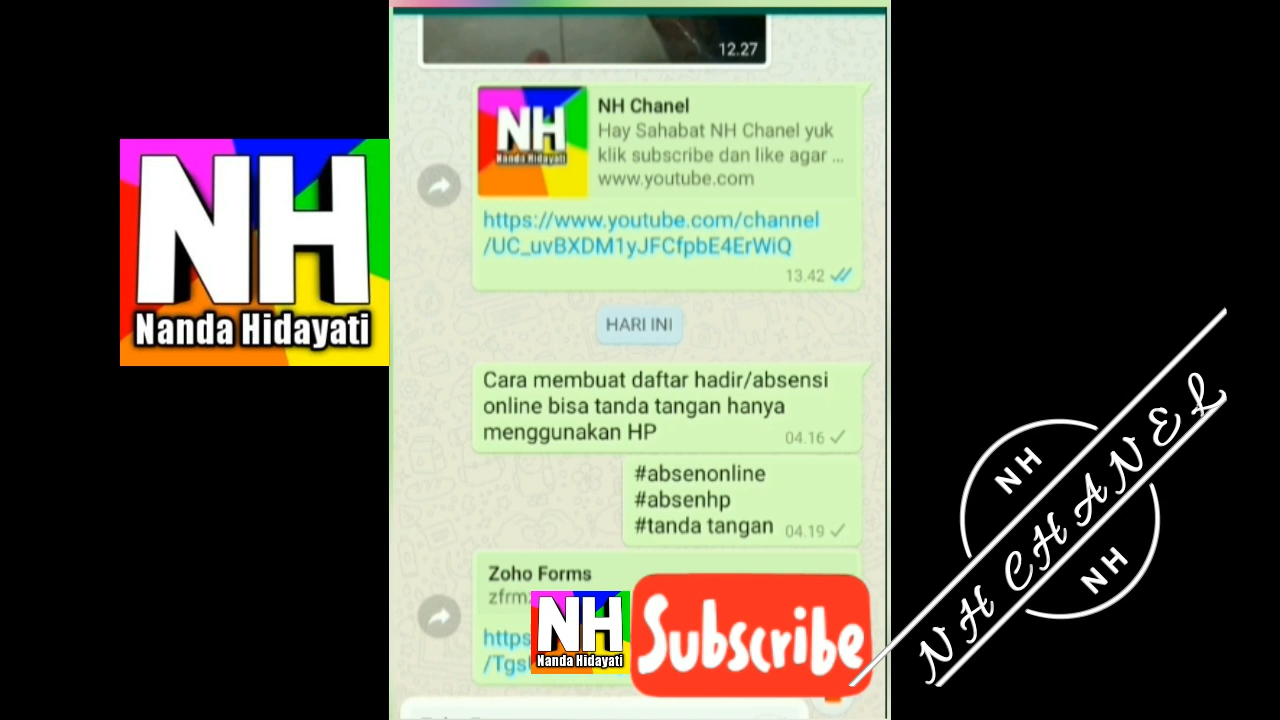 12.27
NH
Nanda Hidayati
NH
Nanda Hidayati
NH Chanel
Hay Sahabat NH Chanel yuk
klik subscribe dan like agar ...
www.youtube.com
https://www.youtube.com/channel
/UC_uvBXDM1yJFCfpbE4ErWiQ
13.42
HARI INI
Cara membuat daftar hadir/absensi
online bisa tanda tangan hanya
menggunakan HP
04.16
#absenonline
#absenhp
#tanda tangan
04.19
Zoho Forms
NH
Nanda Hidayati
Subscribe
NH
NH CHANEL
NH